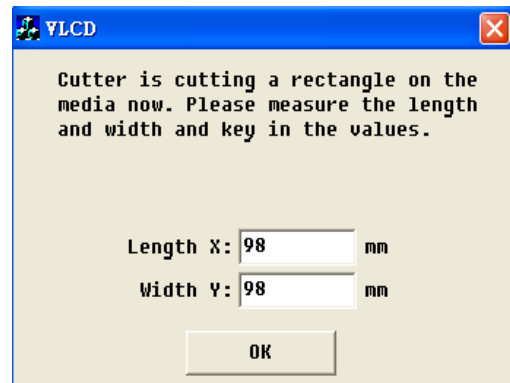 VLCD
Cutter is cutting a rectangle on the
media now. Please measure the length
and width and key in the values.
Length X: 98 mm
Width Y: 98 mm
OK